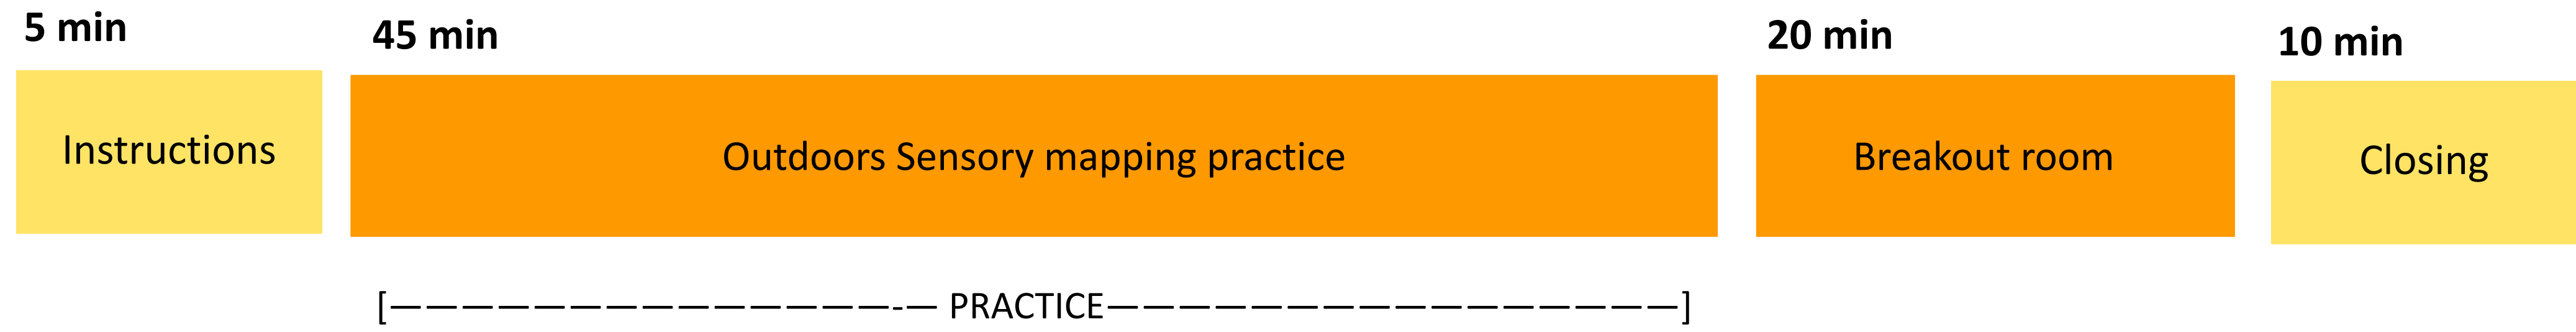 5 min
45 min
20 min
10 min
Instructions
Outdoors Sensory mapping practice
Breakout room
Closing
[———————————————-— PRACTICE————————————————]